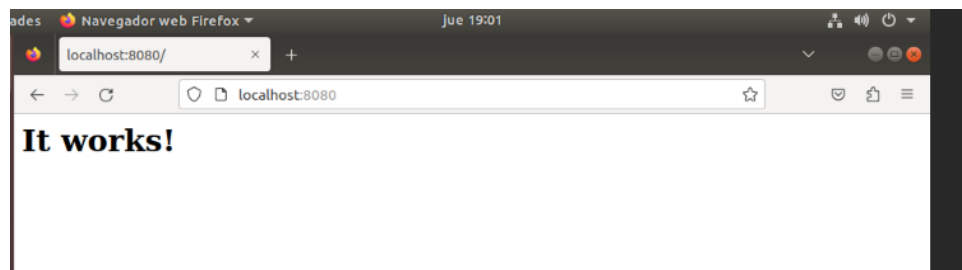 ades Navegador web Firefox jue 19:01
localhost:8080/
localhost:8080
It works!